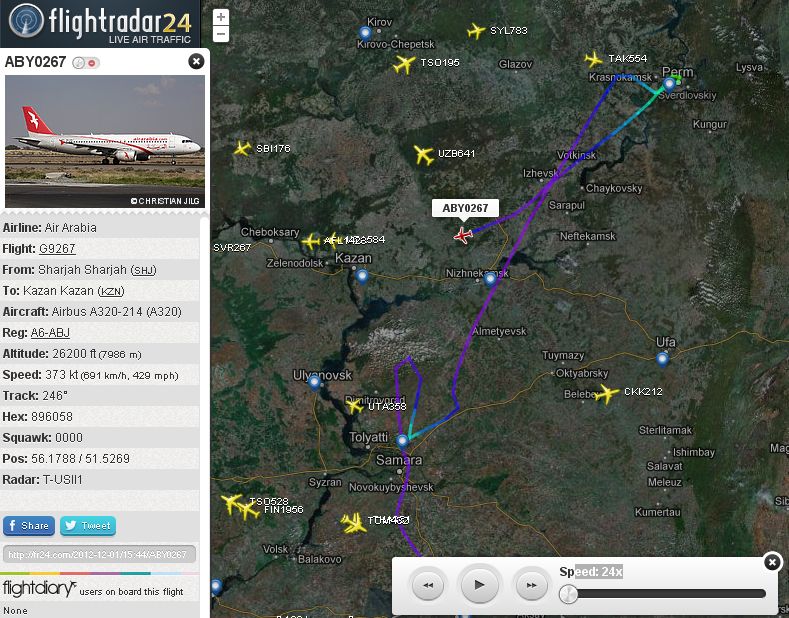 flightradar24
LIVE AIR TRAFFIC
ABY0267
airarabia.com
© CHRISTIAN JILG
Airline: Air Arabia
Flight: G9267
From: Sharjah Sharjah (SHJ)
To: Kazan Kazan (KZN)
Aircraft: Airbus A320-214 (A320)
Reg: A6-ABJ
Altitude: 26200 ft (7986 m)
Speed: 373 kt (691 km/h, 429 mph)
Track: 246°
Hex: 896058
Squawk: 0000
Pos: 56.1788 / 51.5269
Radar: T-USII1
Share
Tweet
http://fr24.com/2012-12-01/15:44/ABY0267
flightdiary users on board this flight
None
+
−
Kirov
Kirovo-Chepetsk
SYL783
TSO195
Glazov
TAK554
Krasnokamsk
Perm
Lysva
Sverdlovskiy
Kungur
SBI176
UZB641
Votkinsk
Izhevsk
Chaykovsky
Sarapul
ABY0267
Neftekamsk
Cheboksary
SVR267
Zelenodolsk
Kazan
Nizhnekamsk
Almetyevsk
Ufa
Tuymazy
Oktyabrsky
Ulyanovsk
Dimitrovgrad
UTA358
CKK212
Tolyatti
Samara
Sterlitamak
Ishimbay
Salavat
Meleuz
Novokuybyshevsk
Syzran
Kumertau
TSO528
FIN1956
Volsk
Balakovo
Speed: 24x